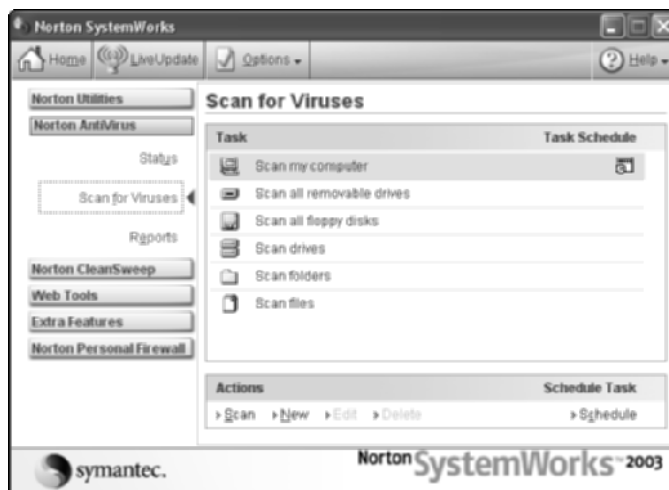 Norton SystemWorks
Home LiveUpdate Options Help
Norton Utilities
Norton AntiVirus
Status
Scan for Viruses
Reports
Norton CleanSweep
Web Tools
Extra Features
Norton Personal Firewall
Scan for Viruses
Task Task Schedule
Scan my computer
Scan all removable drives
Scan all floppy disks
Scan drives
Scan folders
Scan files
Actions Schedule Task
Scan New Edit Delete Schedule
symantec.
Norton SystemWorks™ 2003